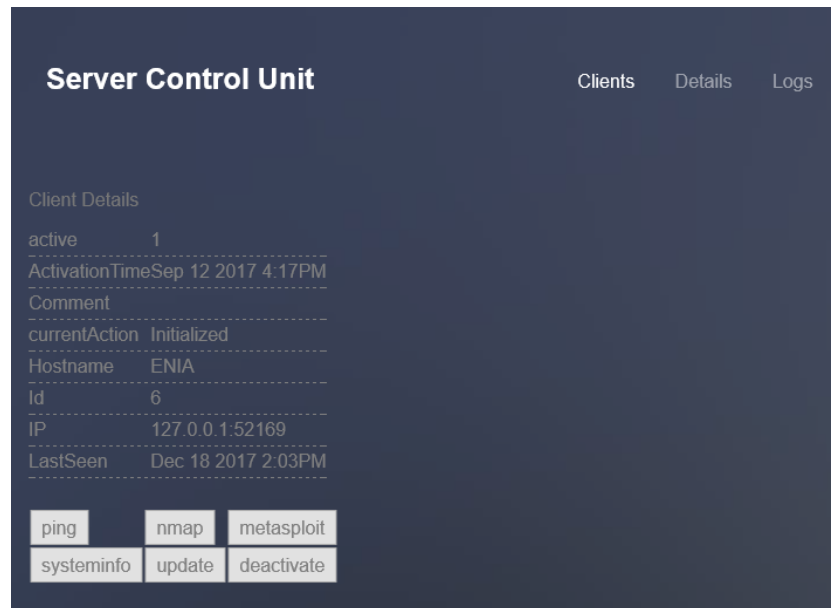 Server Control Unit Clients Details Logs
Client Details
active 1
ActivationTimeSep 12 2017 4:17PM
Comment
currentAction Initialized
Hostname ENIA
Id 6
IP 127.0.0.1:52169
LastSeen Dec 18 2017 2:03PM
ping nmap metasploit
systeminfo update deactivate